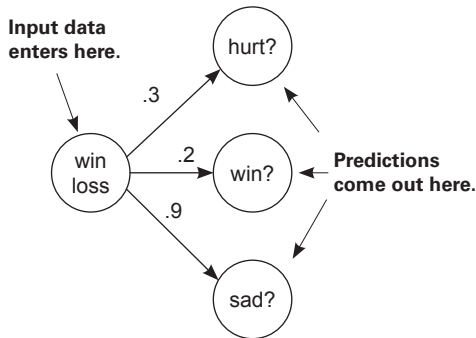 Input data
enters here.
hurt?
.3
win
loss
.2
win?
Predictions
come out here.
.9
sad?